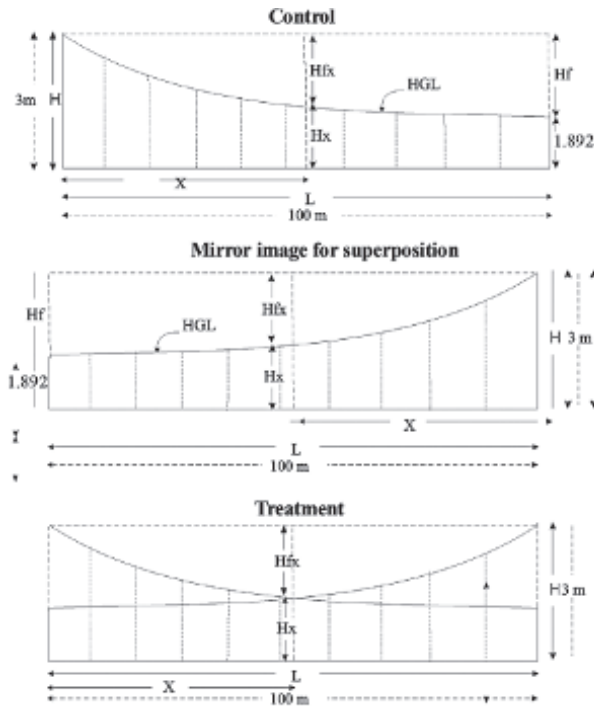 Control
3m
H
Hfx
HGL
Hf
Hx
1.892
X
L
100 m
Mirror image for superposition
Hf
HGL
Hfx
H 3 m
1.892
Hx
X
L
100 m
Treatment
Hfx
H 3 m
Hx
L
X
100 m